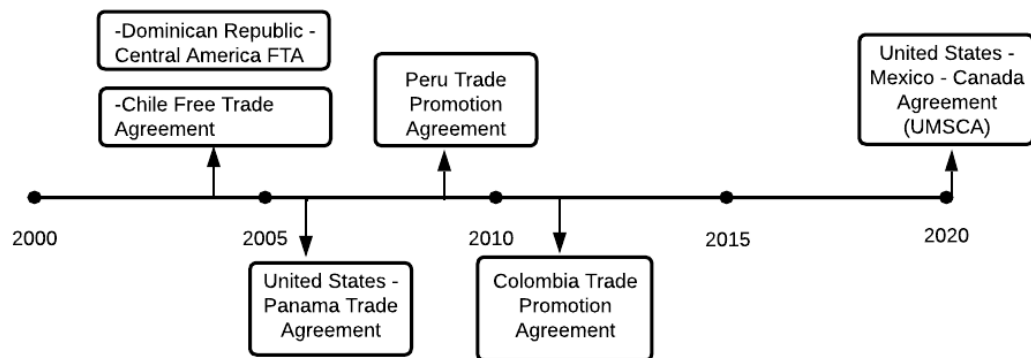 -Dominican Republic -
Central America FTA
-Chile Free Trade
Agreement
Peru Trade
Promotion
Agreement
United States -
Mexico - Canada
Agreement
(UMSCA)
2000
2005
2010
2015
2020
United States -
Panama Trade
Agreement
Colombia Trade
Promotion
Agreement